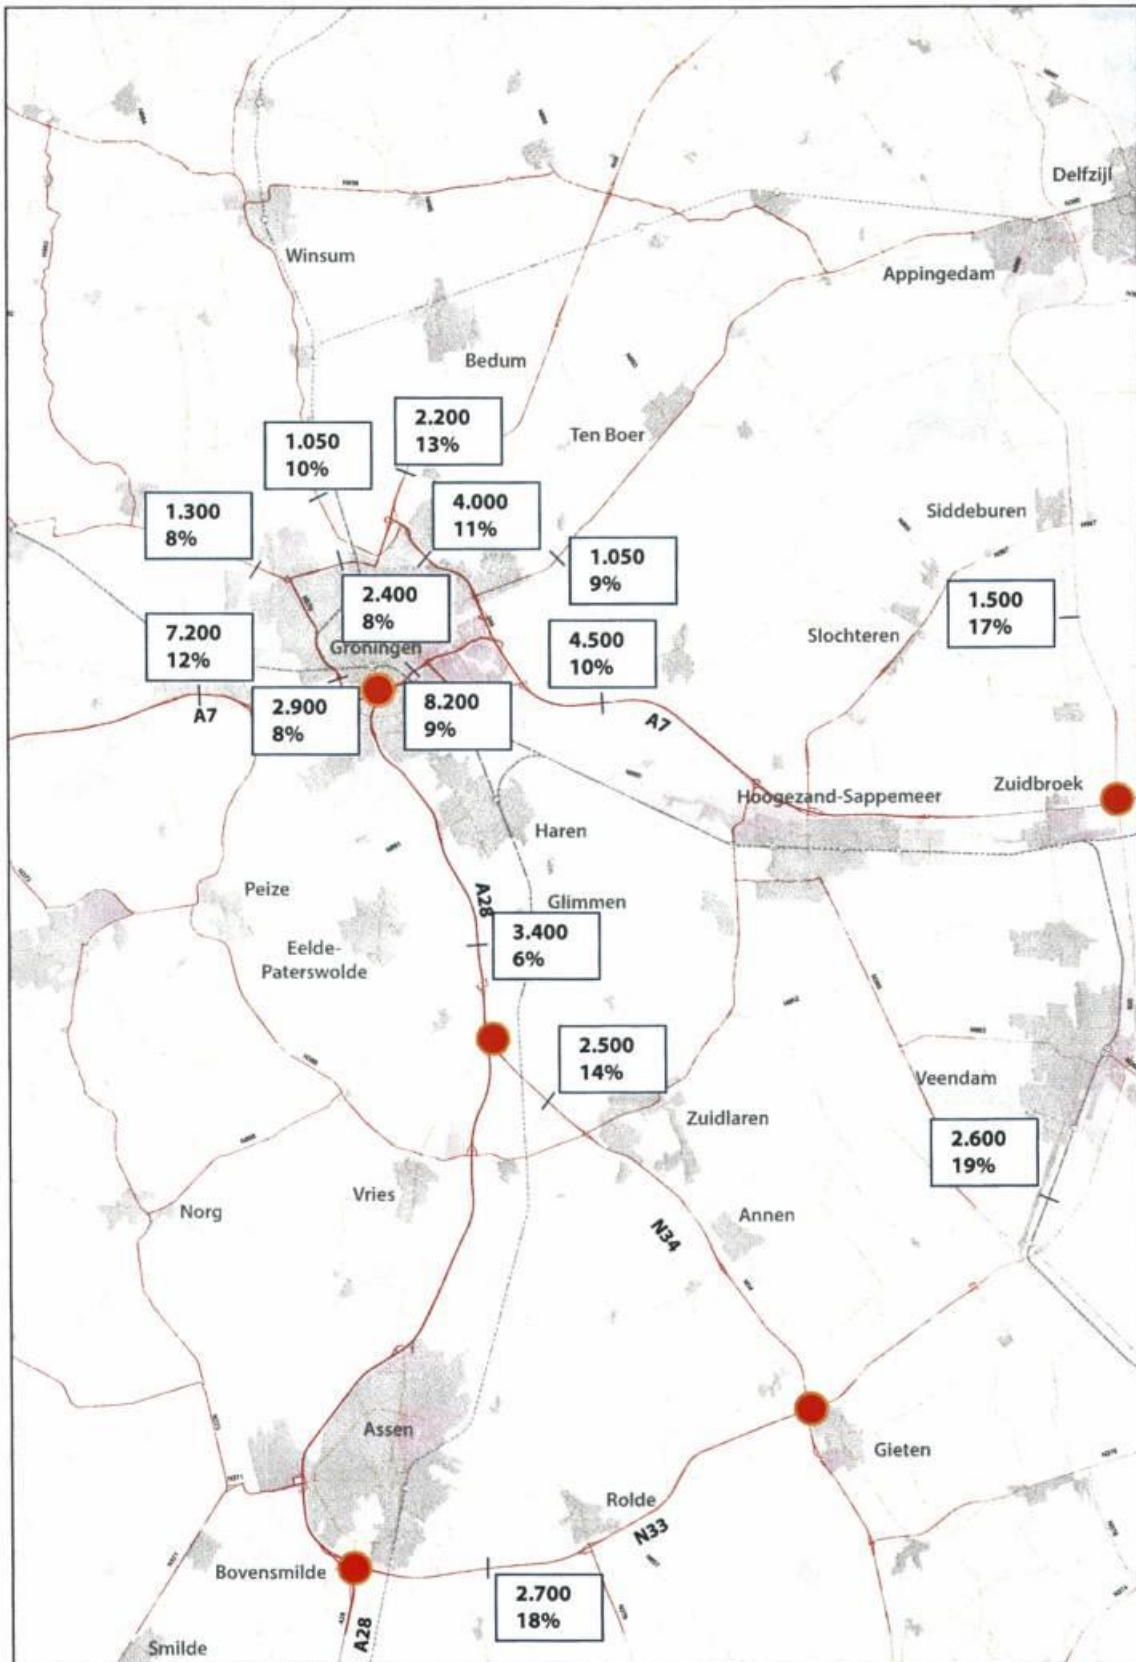 Delfzijl
Winsum
Appingedam
Bedum
2.200
13%
1.050
10%
Ten Boer
4.000
11%
1.300
8%
Siddeburen
1.050
9%
2.400
8%
1.500
17%
7.200
12%
Groningen
4.500
10%
Slochteren
2.900
8%
8.200
9%
A7
A7
Hoogezand-Sappemeer
Zuidbroek
Haren
Peize
A28
Glimmen
Eelde-
Paterswolde
3.400
6%
2.500
14%
Veendam
Zuidlaren
2.600
19%
Vries
Norg
Annen
N34
Assen
Gieten
N371
Rolde
N33
Bovensmilde
2.700
18%
A28
Smilde